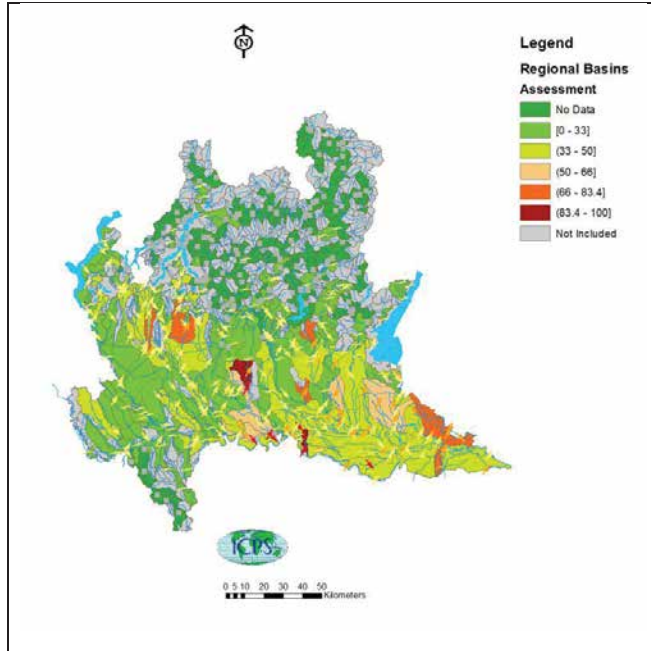 N
Legend
Regional Basins
Assessment
No Data
[0 - 33]
(33 - 50]
(50 - 66]
(66 - 83.4]
(83.4 - 100]
Not Included
ICPS
0 5 10 20 30 40 50
Kilometers